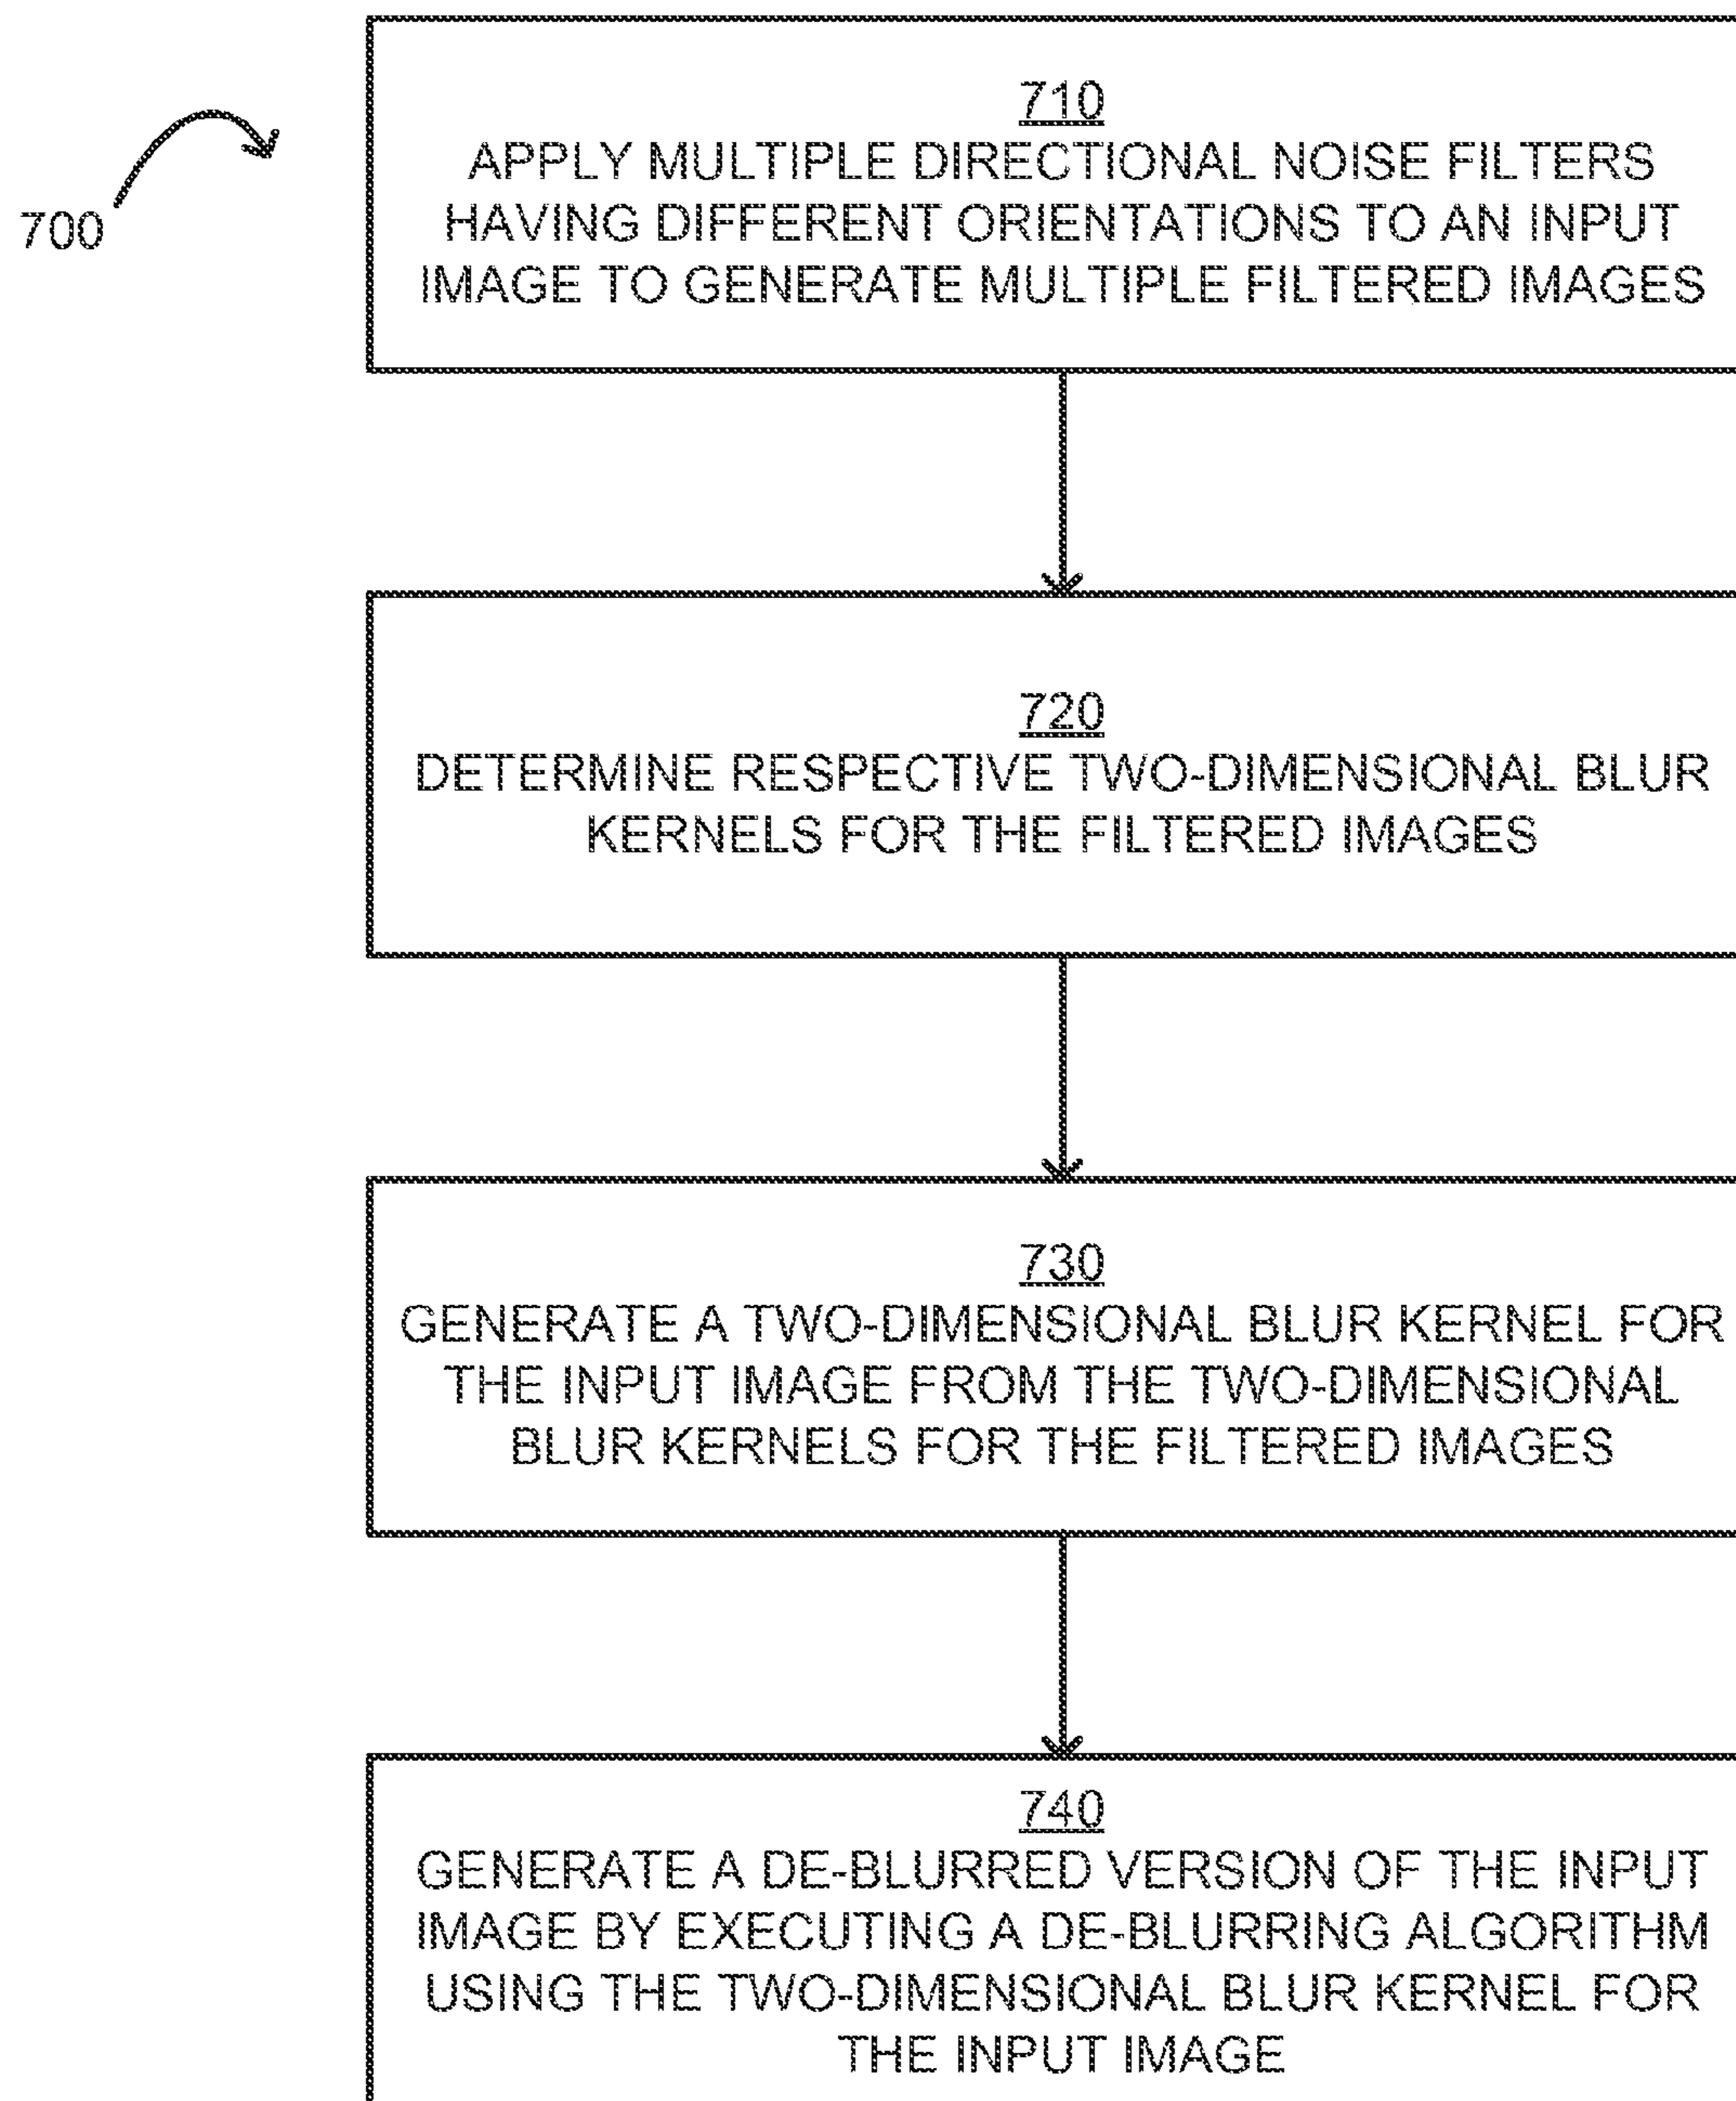 710
APPLY MULTIPLE DIRECTIONAL NOISE FILTERS
HAVING DIFFERENT ORIENTATIONS TO AN INPUT
IMAGE TO GENERATE MULTIPLE FILTERED IMAGES
700
720
DETERMINE RESPECTIVE TWO-DIMENSIONAL BLUR
KERNELS FOR THE FILTERED IMAGES
730
GENERATE A TWO-DIMENSIONAL BLUR KERNEL FOR
THE INPUT IMAGE FROM THE TWO-DIMENSIONAL
BLUR KERNELS FOR THE FILTERED IMAGES
740
GENERATE A DE-BLURRED VERSION OF THE INPUT
IMAGE BY EXECUTING A DE-BLURRING ALGORITHM
USING THE TWO-DIMENSIONAL BLUR KERNEL FOR
THE INPUT IMAGE